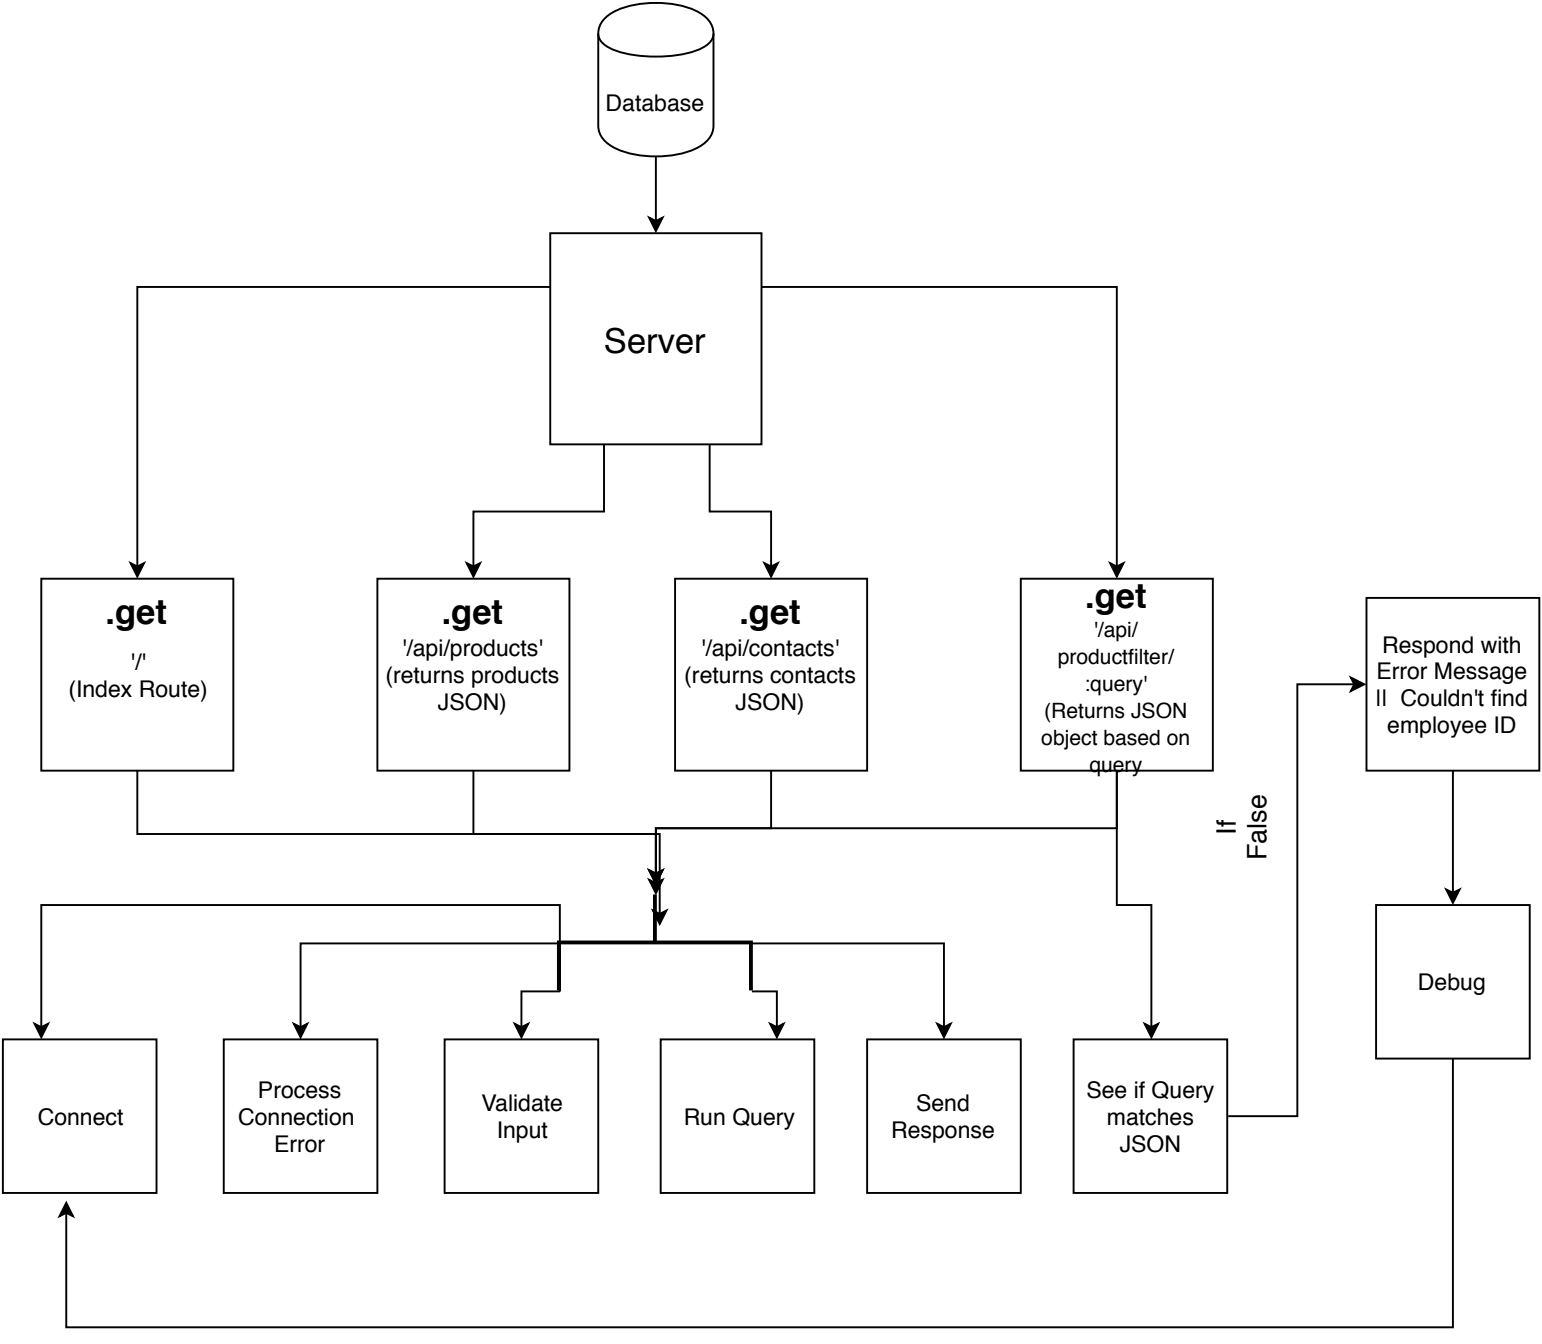 Database
Server
.get
'/'
(Index Route)
.get
'/api/products'
(returns products
JSON)
.get
'/api/contacts'
(returns contacts
JSON)
.get
'/api/
productfilter/
:query'
(Returns JSON
object based on
query
Respond with
Error Message
|| Couldn't find
employee ID
If
False
Debug
Connect
Process
Connection
Error
Validate
Input
Run Query
Send
Response
See if Query
matches
JSON